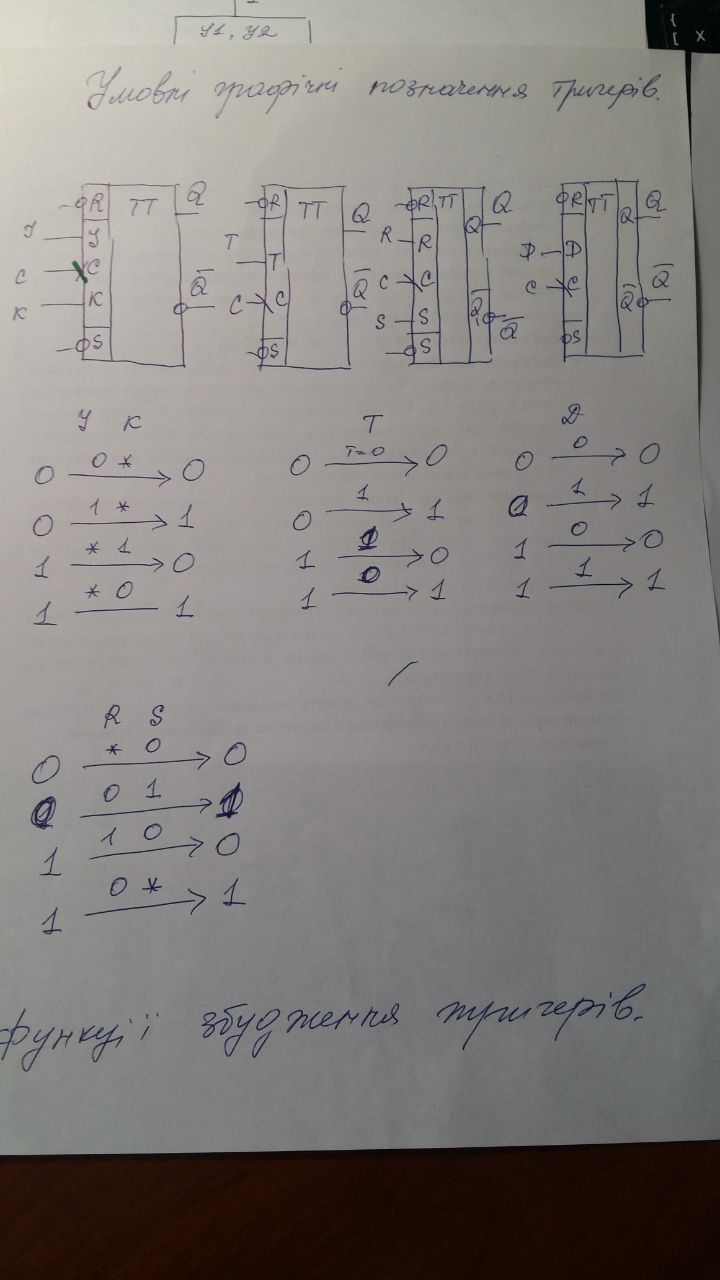 У1, У2
Умовні графічні позначення тригерів.
R TT Q R TT Q R TT Q Q R TT Q Q
J J T T R R D D
C C Q̅ C C Q̅ C C Q̅ Q̅ C C Q̅ Q̅
K K S S
S S S S
J K T D
0 0 * 0 0 T=0 0 0 0 0
0 1 * 1 0 1 1 0 1 1
1 * 1 0 1 1 0 1 0 0
1 * 0 1 1 0 1 1 1 1
R S
0 * 0 0
0 0 1 1
1 1 0 0
1 0 * 1
Функції збудження тригерів.